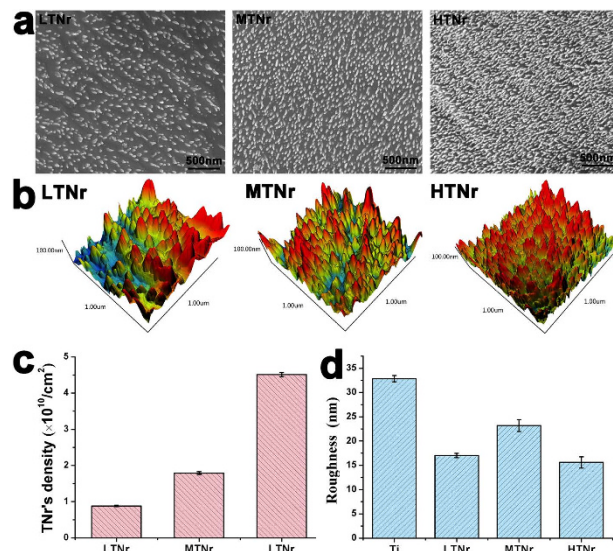 a
LTNr
MTNr
HTNr
500nm
500nm
500nm
b
LTNr
MTNr
HTNr
100.00nm
100.00nm
100.00nm
1.00um
1.00um
1.00um
1.00um
1.00um
1.00um
c
TNr's density (×10¹⁰/cm²)
5
4
3
2
1
0
LTNr
MTNr
LTNr
d
Roughness (nm)
35
30
25
20
15
10
5
0
Ti
LTNr
MTNr
HTNr